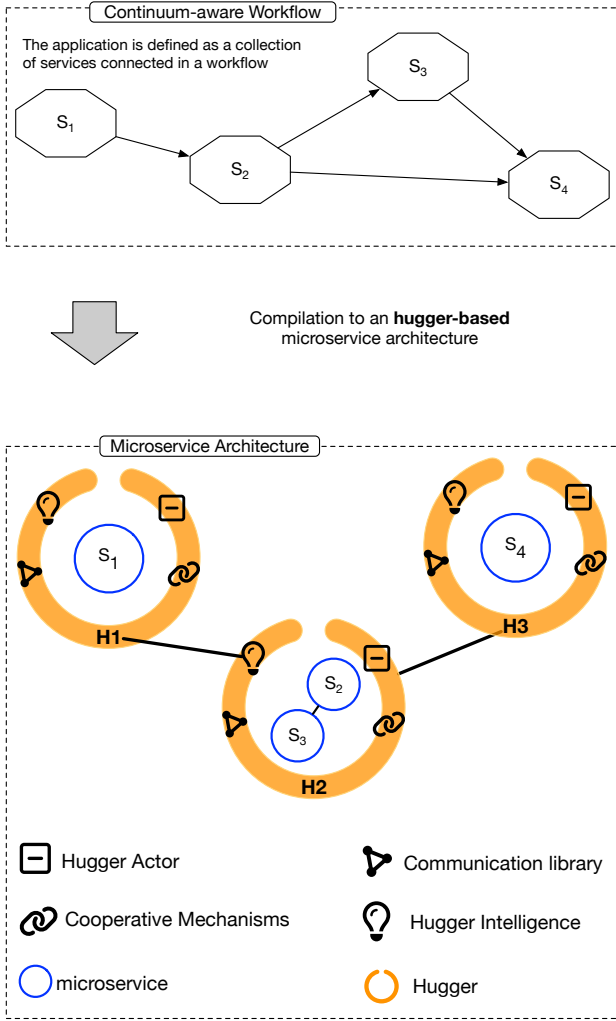 Continuum-aware Workflow
The application is defined as a collection
of services connected in a workflow
S3
S1
S2
S4
Compilation to an hugger-based
microservice architecture
Microservice Architecture
S1
S4
H1
H3
S2
S3
H2
Hugger Actor
Communication library
Cooperative Mechanisms
Hugger Intelligence
microservice
Hugger